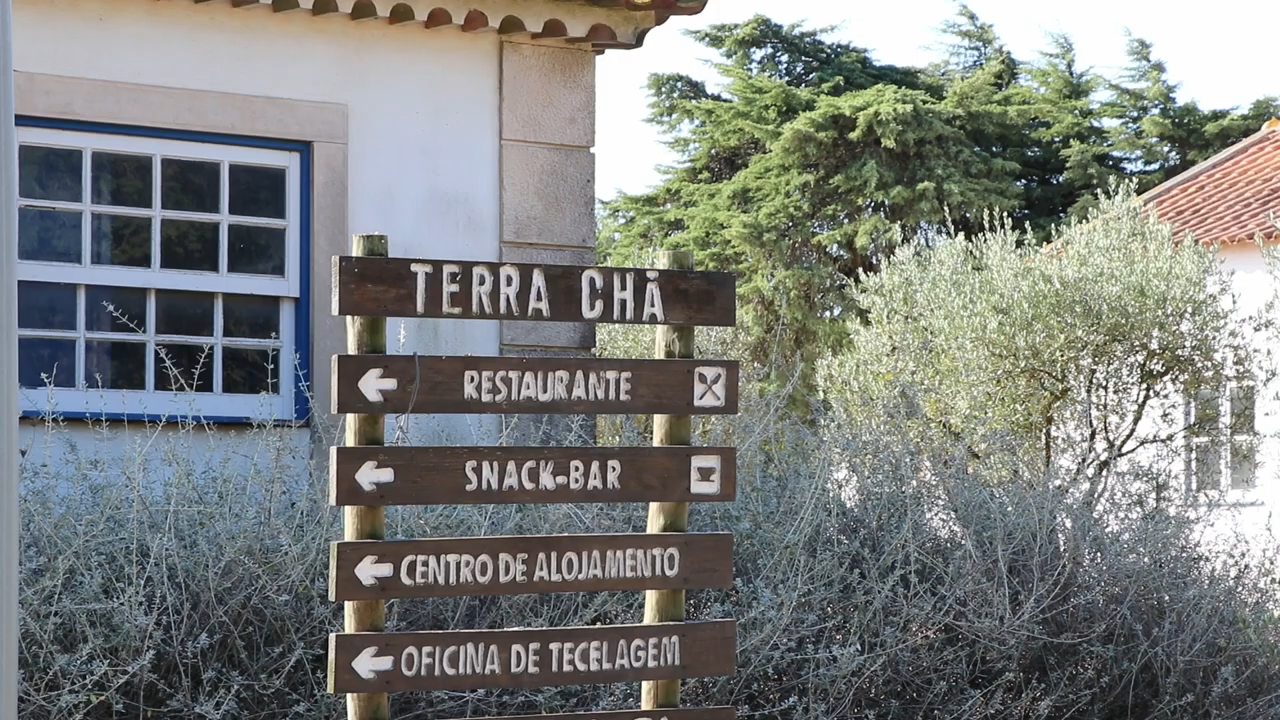 TERRA CHÃ
RESTAURANTE
SNACK-BAR
CENTRO DE ALOJAMENTO
OFICINA DE TECELAGEM